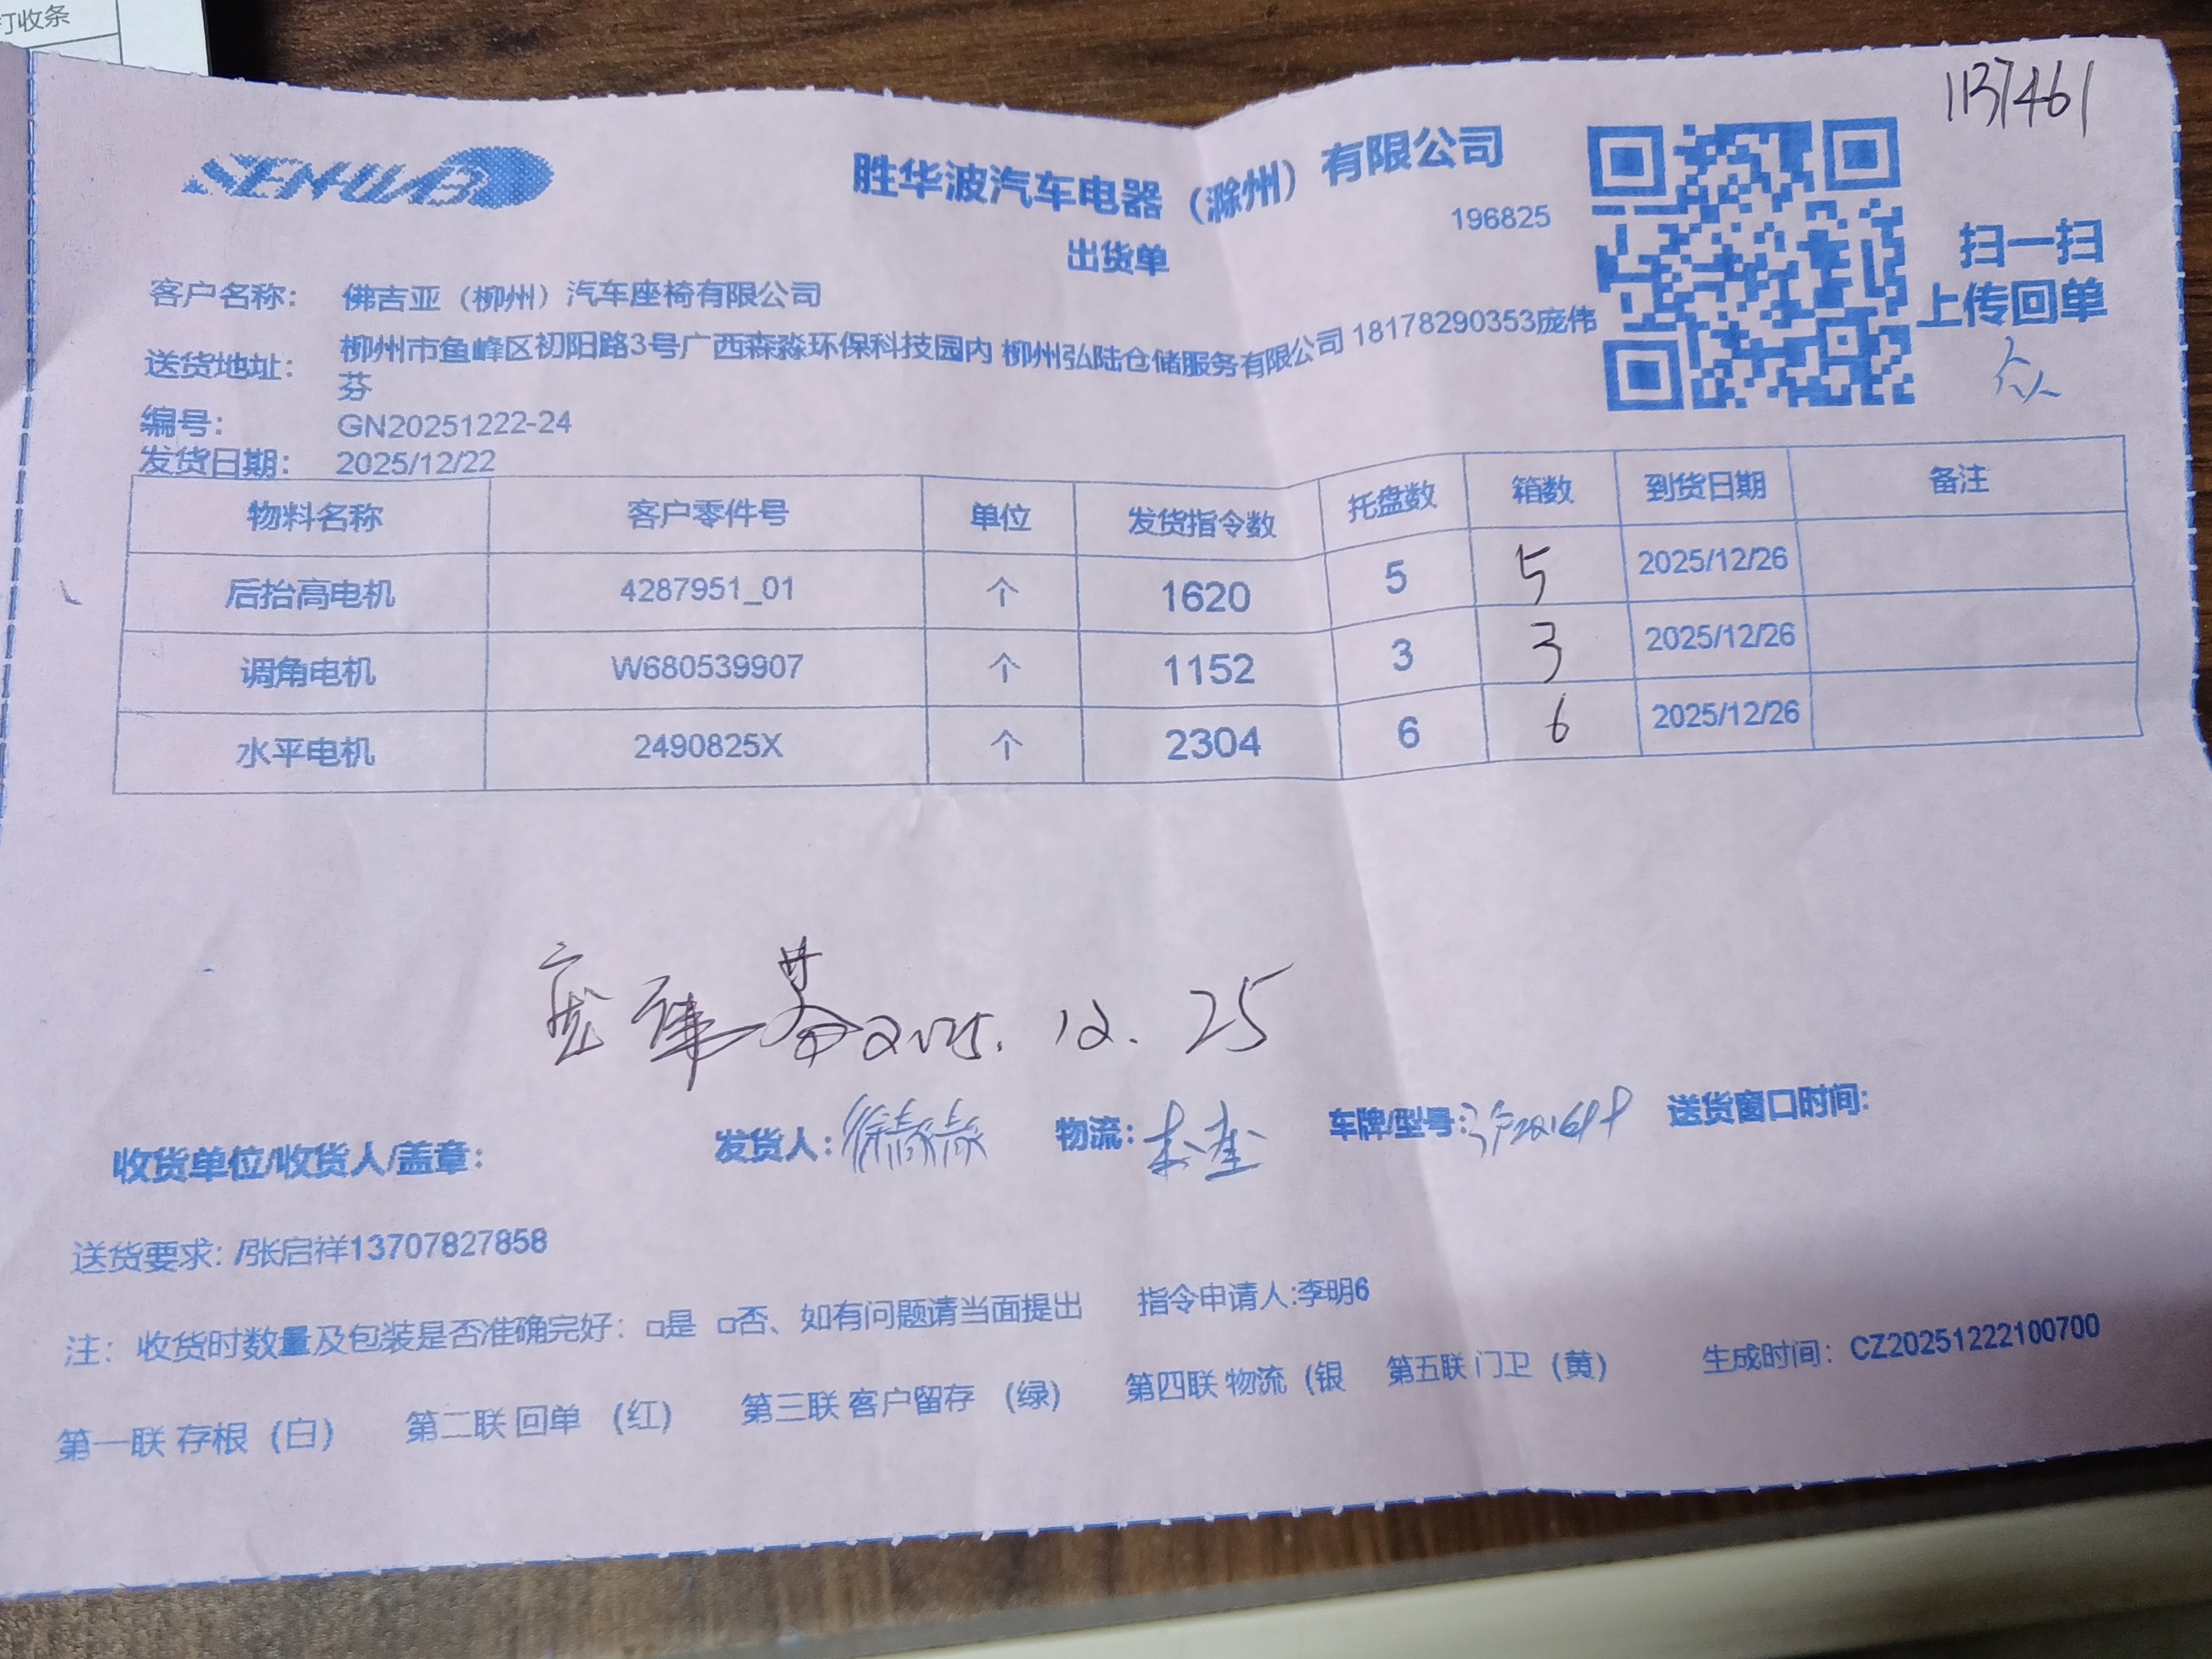 打收条
1137461
SENHWABO
胜华波汽车电器（滁州）有限公司
196825
出货单
扫一扫
上传回单
客户名称： 佛吉亚（柳州）汽车座椅有限公司
送货地址： 柳州市鱼峰区初阳路3号广西森淼环保科技园内 柳州弘陆仓储服务有限公司 18178290353庞伟
芬
编号： GN20251222-24
发货日期： 2025/12/22
物料名称 客户零件号 单位 发货指令数 托盘数 箱数 到货日期 备注
后抬高电机 4287951_01 个 1620 5 5 2025/12/26
调角电机 W680539907 个 1152 3 3 2025/12/26
水平电机 2490825X 个 2304 6 6 2025/12/26
庞伟芬 2025.12.25
收货单位/收货人/盖章： 发货人： 物流： 车牌/型号： 送货窗口时间：
送货要求: /张启祥13707827858
注： 收货时数量及包装是否准确完好：□是 □否、如有问题请当面提出 指令申请人:李明6
第一联 存根（白） 第二联 回单 （红） 第三联 客户留存 （绿） 第四联 物流（银 第五联 门卫（黄） 生成时间：CZ20251222100700